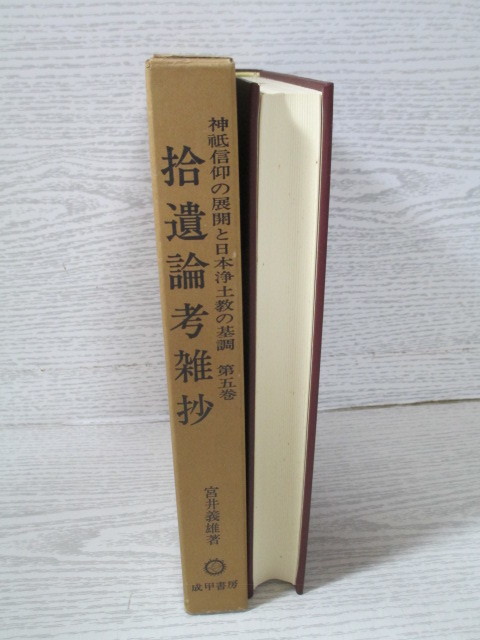 神祇信仰の展開と日本浄土教の基調 第五巻
拾遺論考雑抄
宮井義雄著
成甲書房